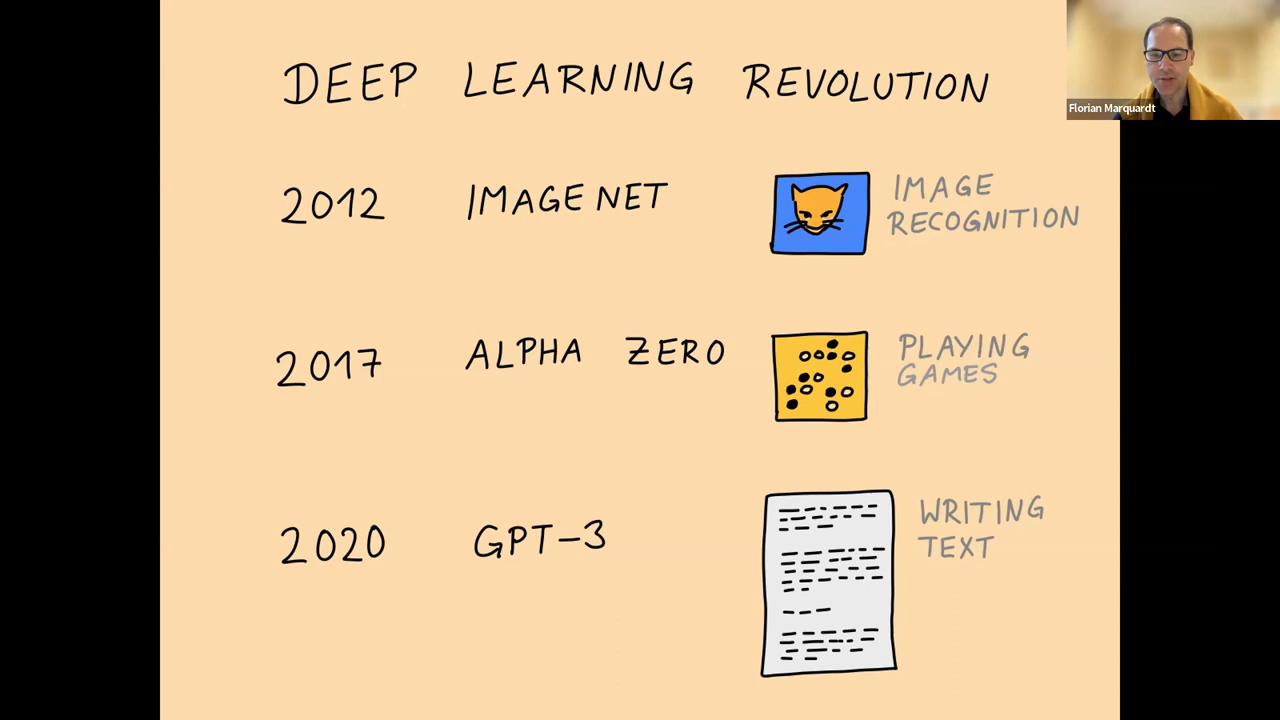 DEEP LEARNING REVOLUTION
2012 IMAGE NET
IMAGE
RECOGNITION
2017 ALPHA ZERO
PLAYING
GAMES
2020 GPT-3
WRITING
TEXT
Florian Marquardt